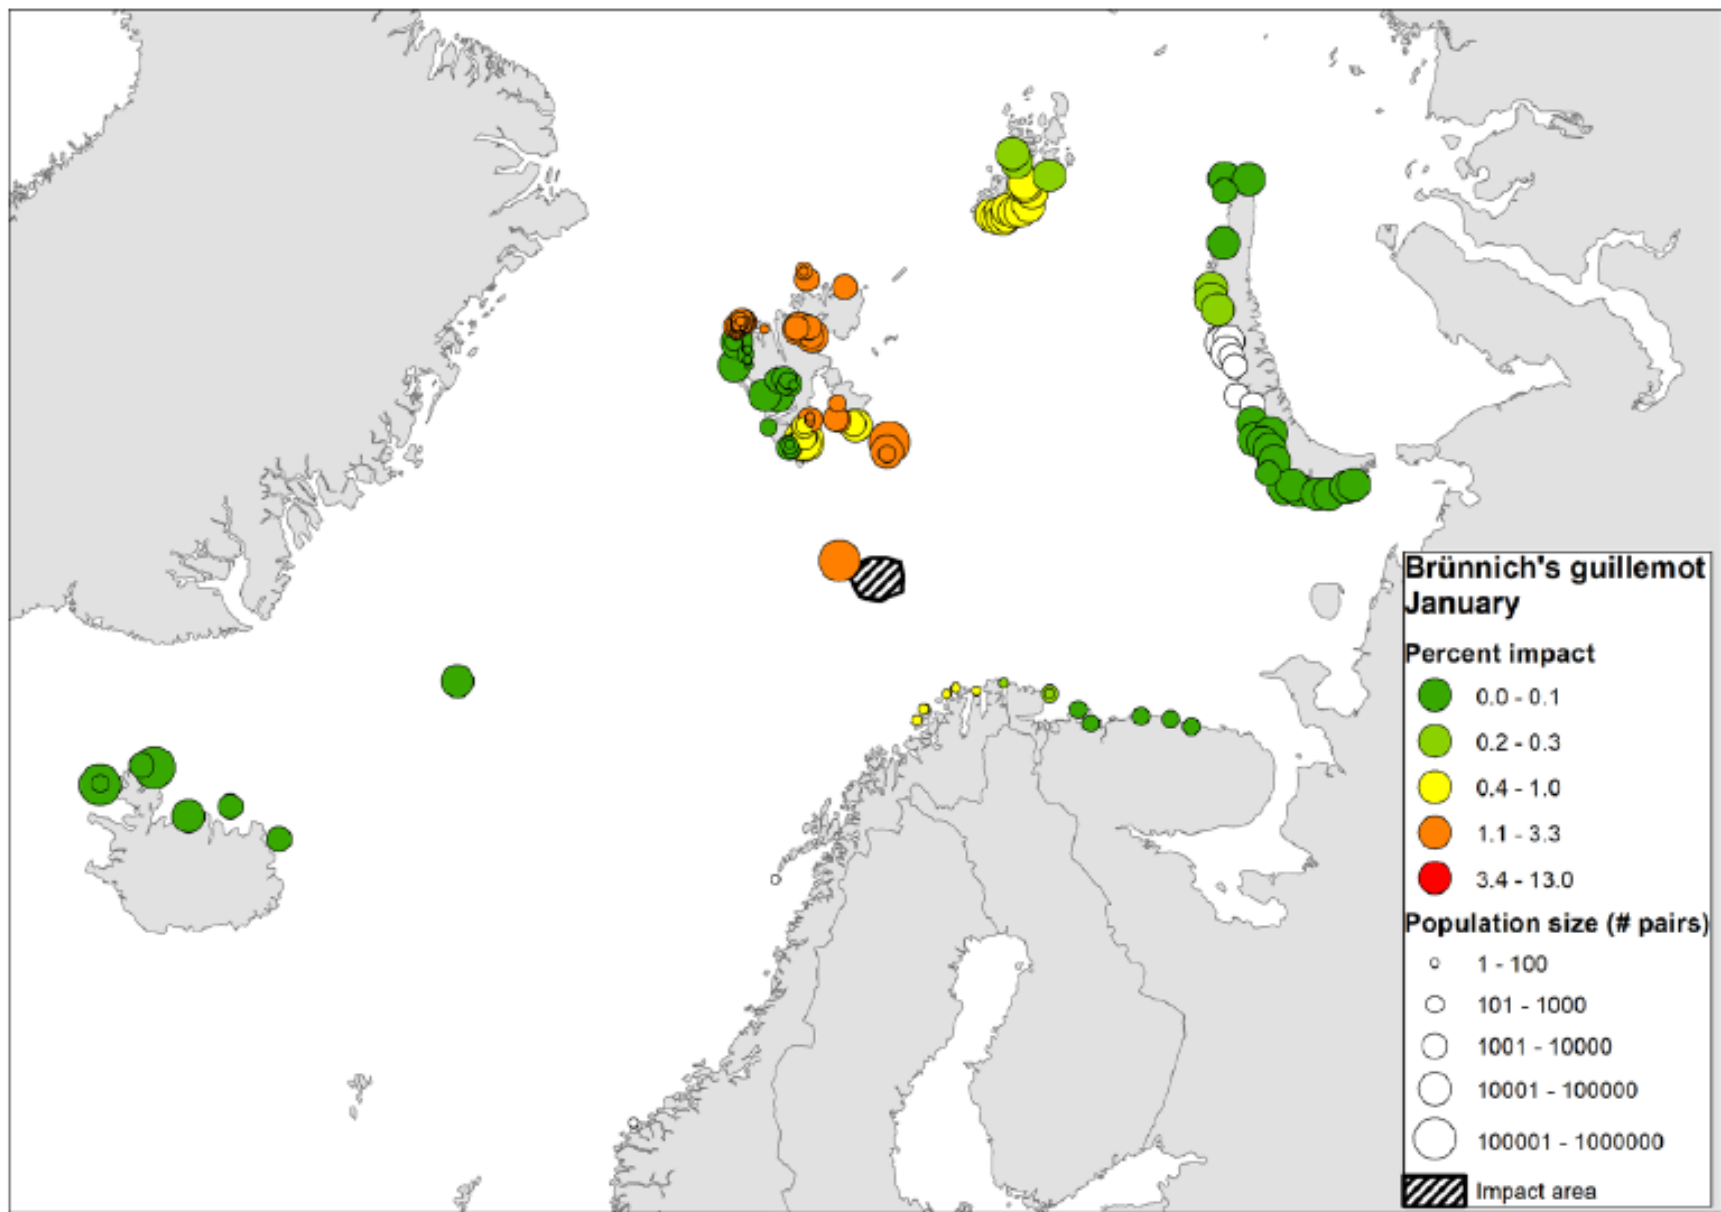 Brünnich's guillemot
January
Percent impact
0.0 - 0.1
0.2 - 0.3
0.4 - 1.0
1.1 - 3.3
3.4 - 13.0
Population size (# pairs)
1 - 100
101 - 1000
1001 - 10000
10001 - 100000
100001 - 1000000
Impact area